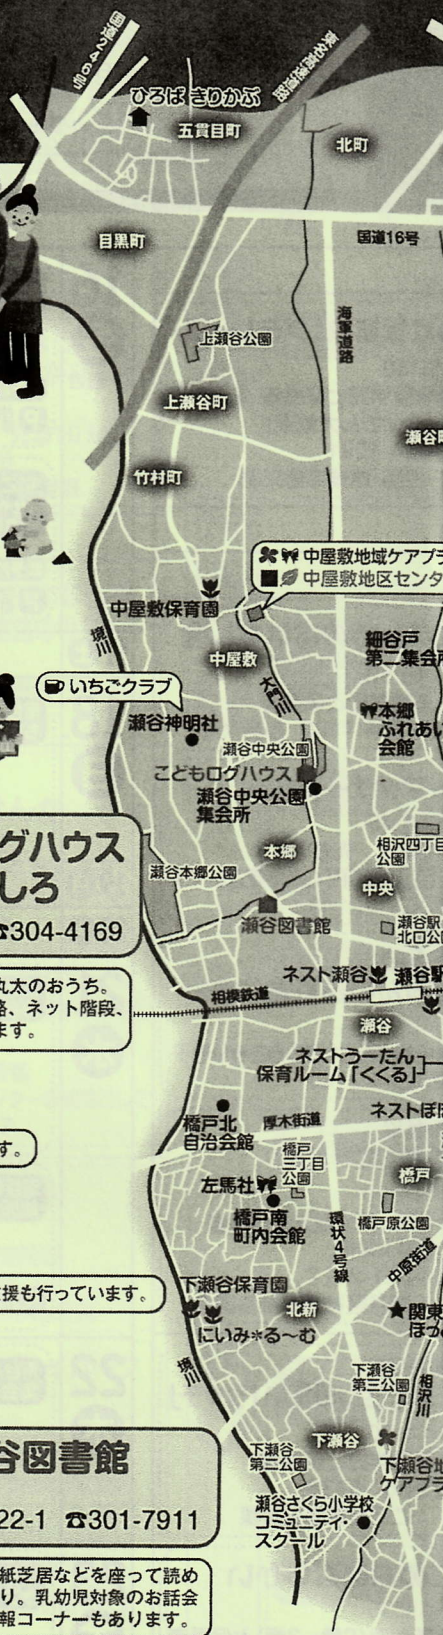 国道246号
東名高速道路
ひろば きりかぶ
五貫目町
北町
目黒町
国道16号
海軍道路
上瀬谷公園
上瀬谷町
瀬谷
竹村町
中屋敷地域ケアプラ
中屋敷地区センタ
中屋敷保育園
境川
中屋敷
細谷戸
第二集会所
大門川
いちごクラブ
瀬谷神明社
本郷
ふれあい
会館
瀬谷中央公園
こどもログハウス
瀬谷中央公園
集会所
相沢四丁目
公園
本郷
グハウス
しろ
☎304-4169
瀬谷本郷公園
中央
瀬谷図書館
瀬谷駅
北口公
丸太のおうち。
路、ネット階段、
ます。
ネスト瀬谷
瀬谷駅
相模鉄道
瀬谷
ネストうーたん
保育ルーム「くくる」
橋戸北
自治会館
厚木街道
ネストぽ
す。
橋戸
三丁目
公園
橋戸
左馬社
橋戸南
町内会館
環状4号線
橋戸原公園
中原街道
援も行っています。
下瀬谷保育園
北新
関東
ほっ
にいみ*る〜む
境川
下瀬谷
第三公園
相沢川
谷図書館
22-1 ☎301-7911
下瀬谷
下瀬谷
第二公園
下瀬谷地
ケアプラ
瀬谷さくら小学校
コミュニティ・
スクール
紙芝居などを座って読め
り。乳幼児対象のお話会
報コーナーもあります。